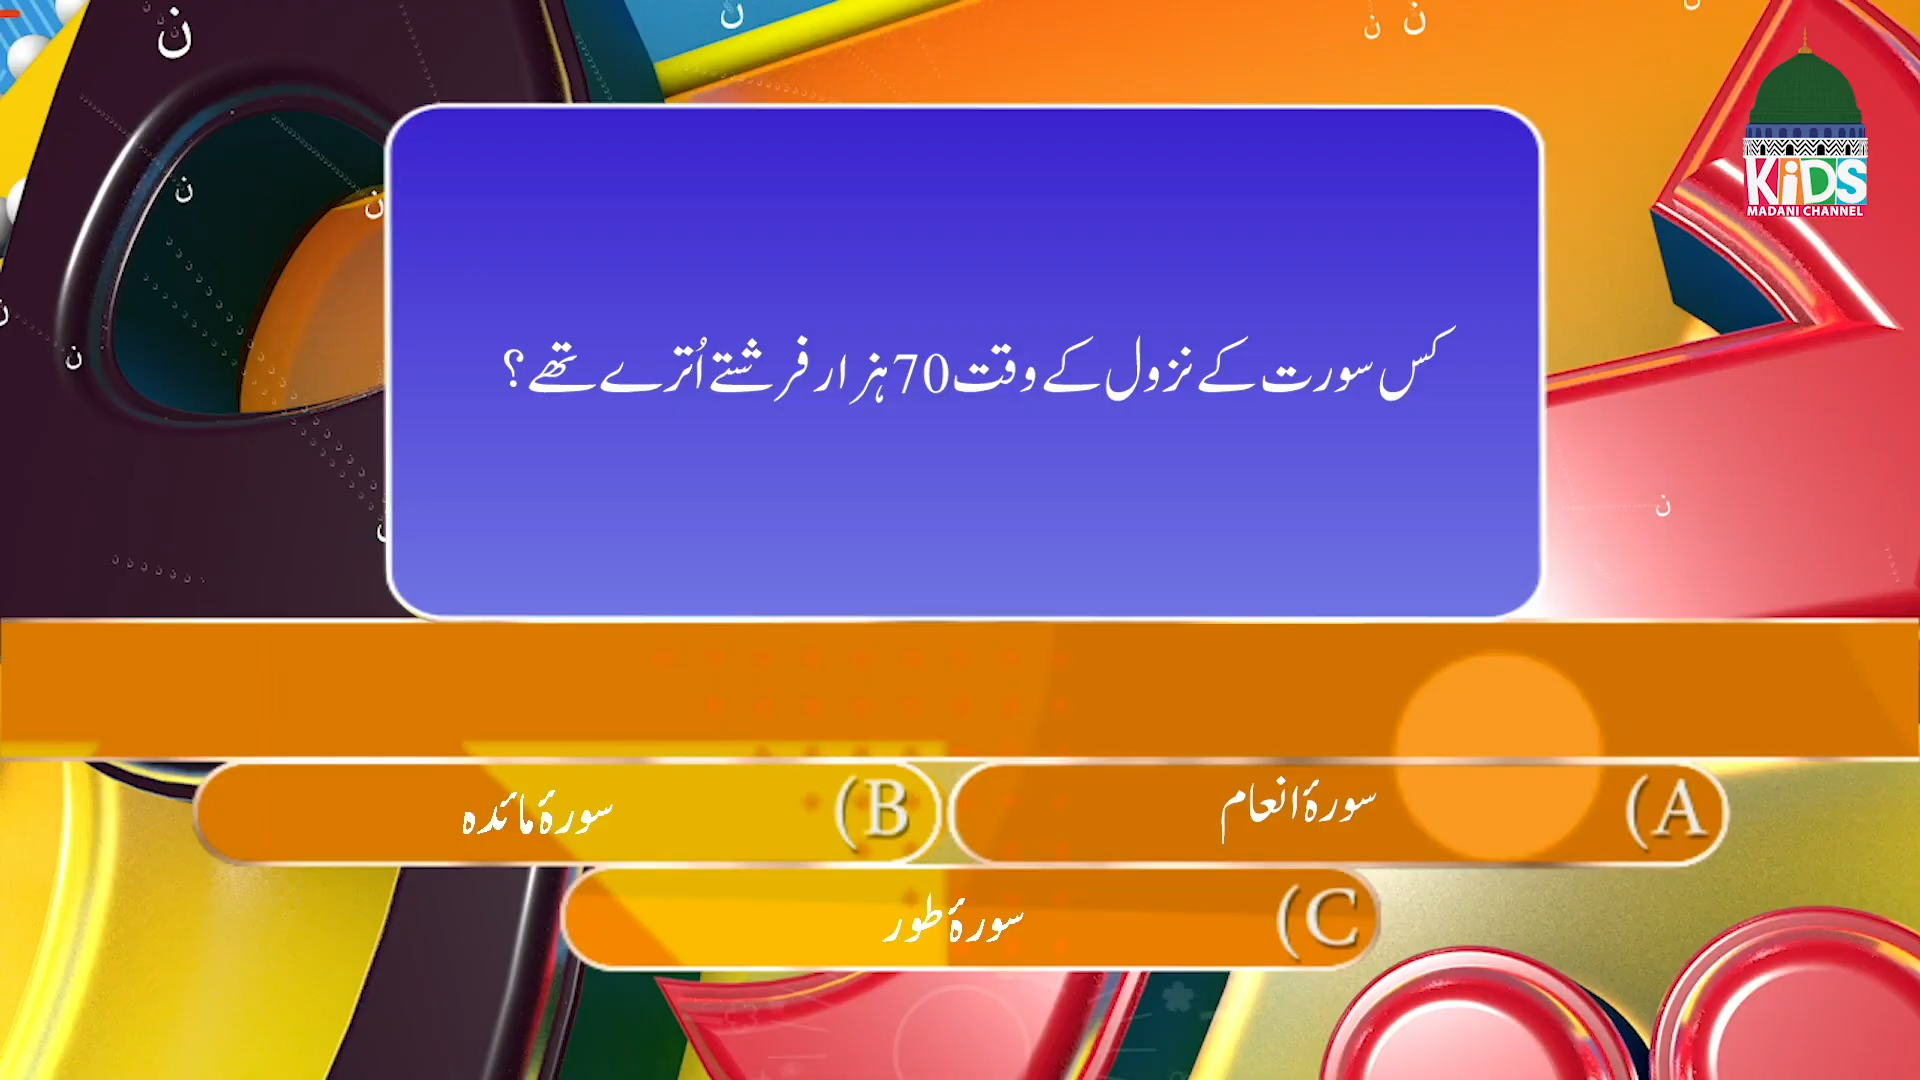 KiDS
MADANI CHANNEL
کس سورت کے نزول کے وقت 70 ہزار فرشتے اُترے تھے؟
(A سورۂ انعام
(B سورۂ مائدہ
(C سورۂ طور